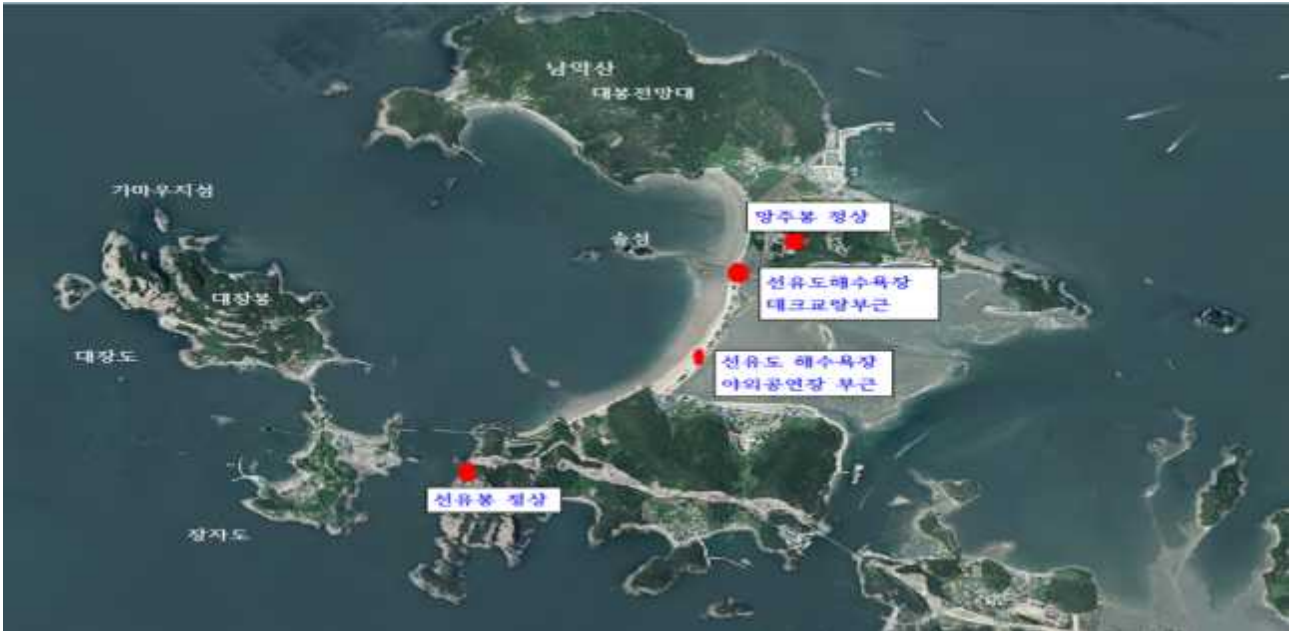 남악산
대봉전망대
가마우지섬
망주봉 정상
솔섬
선유도해수욕장
데크교량부근
대장봉
대장도
선유도 해수욕장
야외공연장 부근
선유봉 정상
장자도